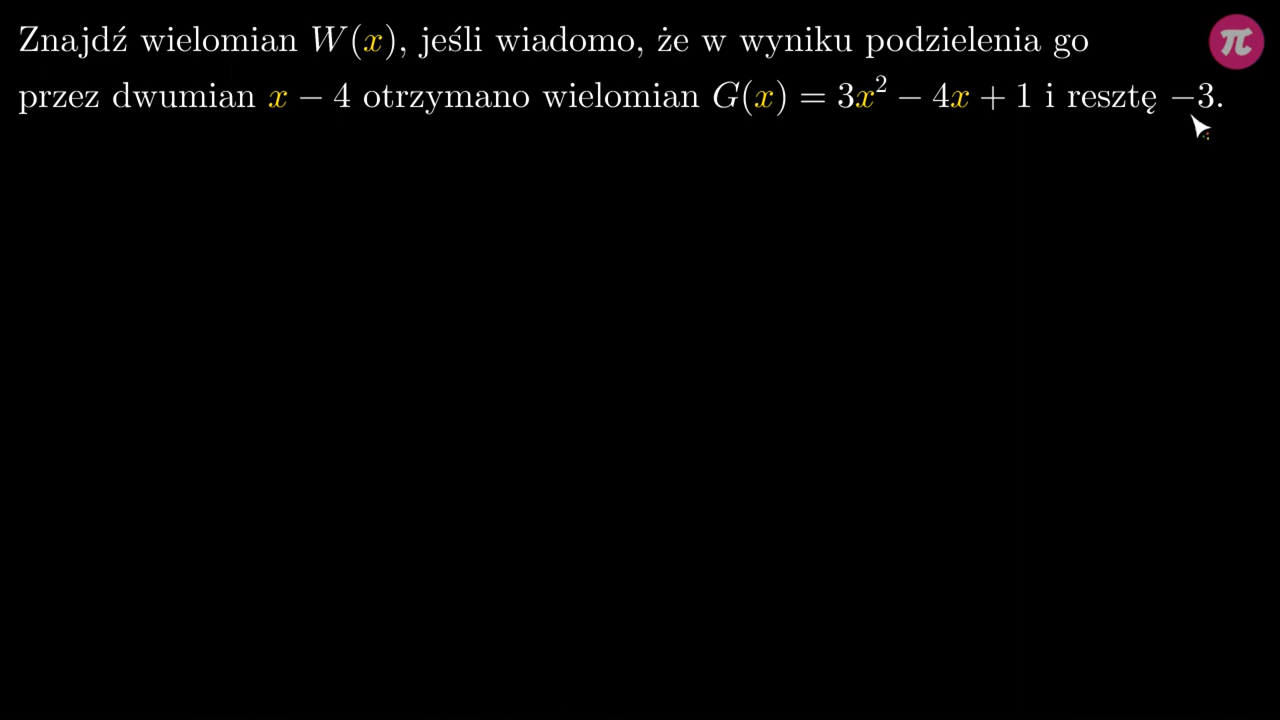 Znajdź wielomian W(x), jeśli wiadomo, że w wyniku podzielenia go
przez dwumian x − 4 otrzymano wielomian G(x) = 3x² − 4x + 1 i resztę −3.
π